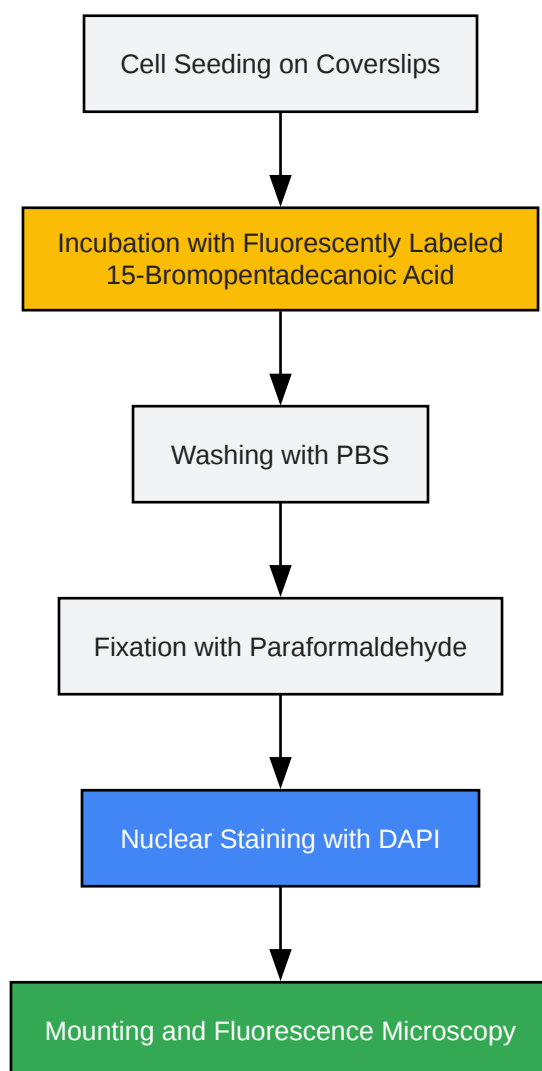 Cell Seeding on Coverslips
Incubation with Fluorescently Labeled
15-Bromopentadecanoic Acid
Washing with PBS
Fixation with Paraformaldehyde
Nuclear Staining with DAPI
Mounting and Fluorescence Microscopy